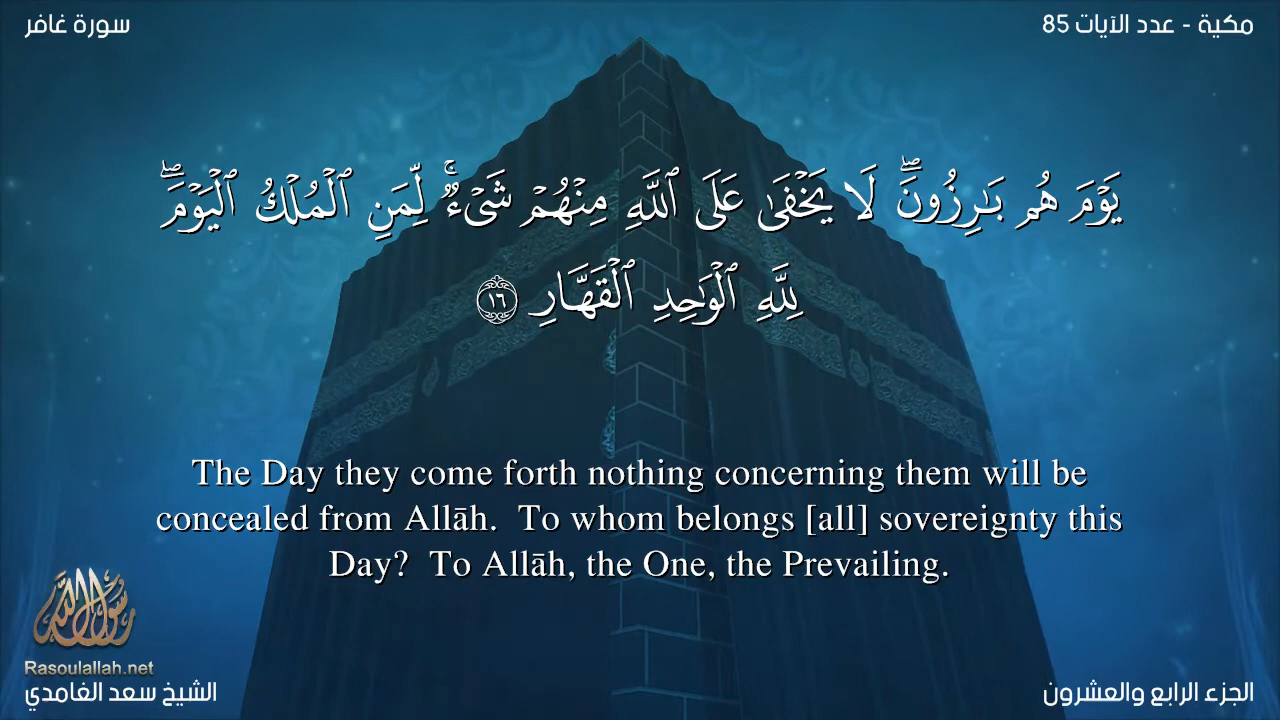 مكية - عدد الآيات 85
سورة غافر
يَوْمَ هُم بَـٰرِزُونَ ۖ لَا يَخْفَىٰ عَلَى ٱللَّهِ مِنْهُمْ شَىْءٌ ۚ لِّمَنِ ٱلْمُلْكُ ٱلْيَوْمَ ۖ
لِلَّهِ ٱلْوَٰحِدِ ٱلْقَهَّارِ ١٦
The Day they come forth nothing concerning them will be
concealed from Allāh.  To whom belongs [all] sovereignty this
Day?  To Allāh, the One, the Prevailing.
رسول الله
Rasoulallah.net
الجزء الرابع والعشرون
الشيخ سعد الغامدي